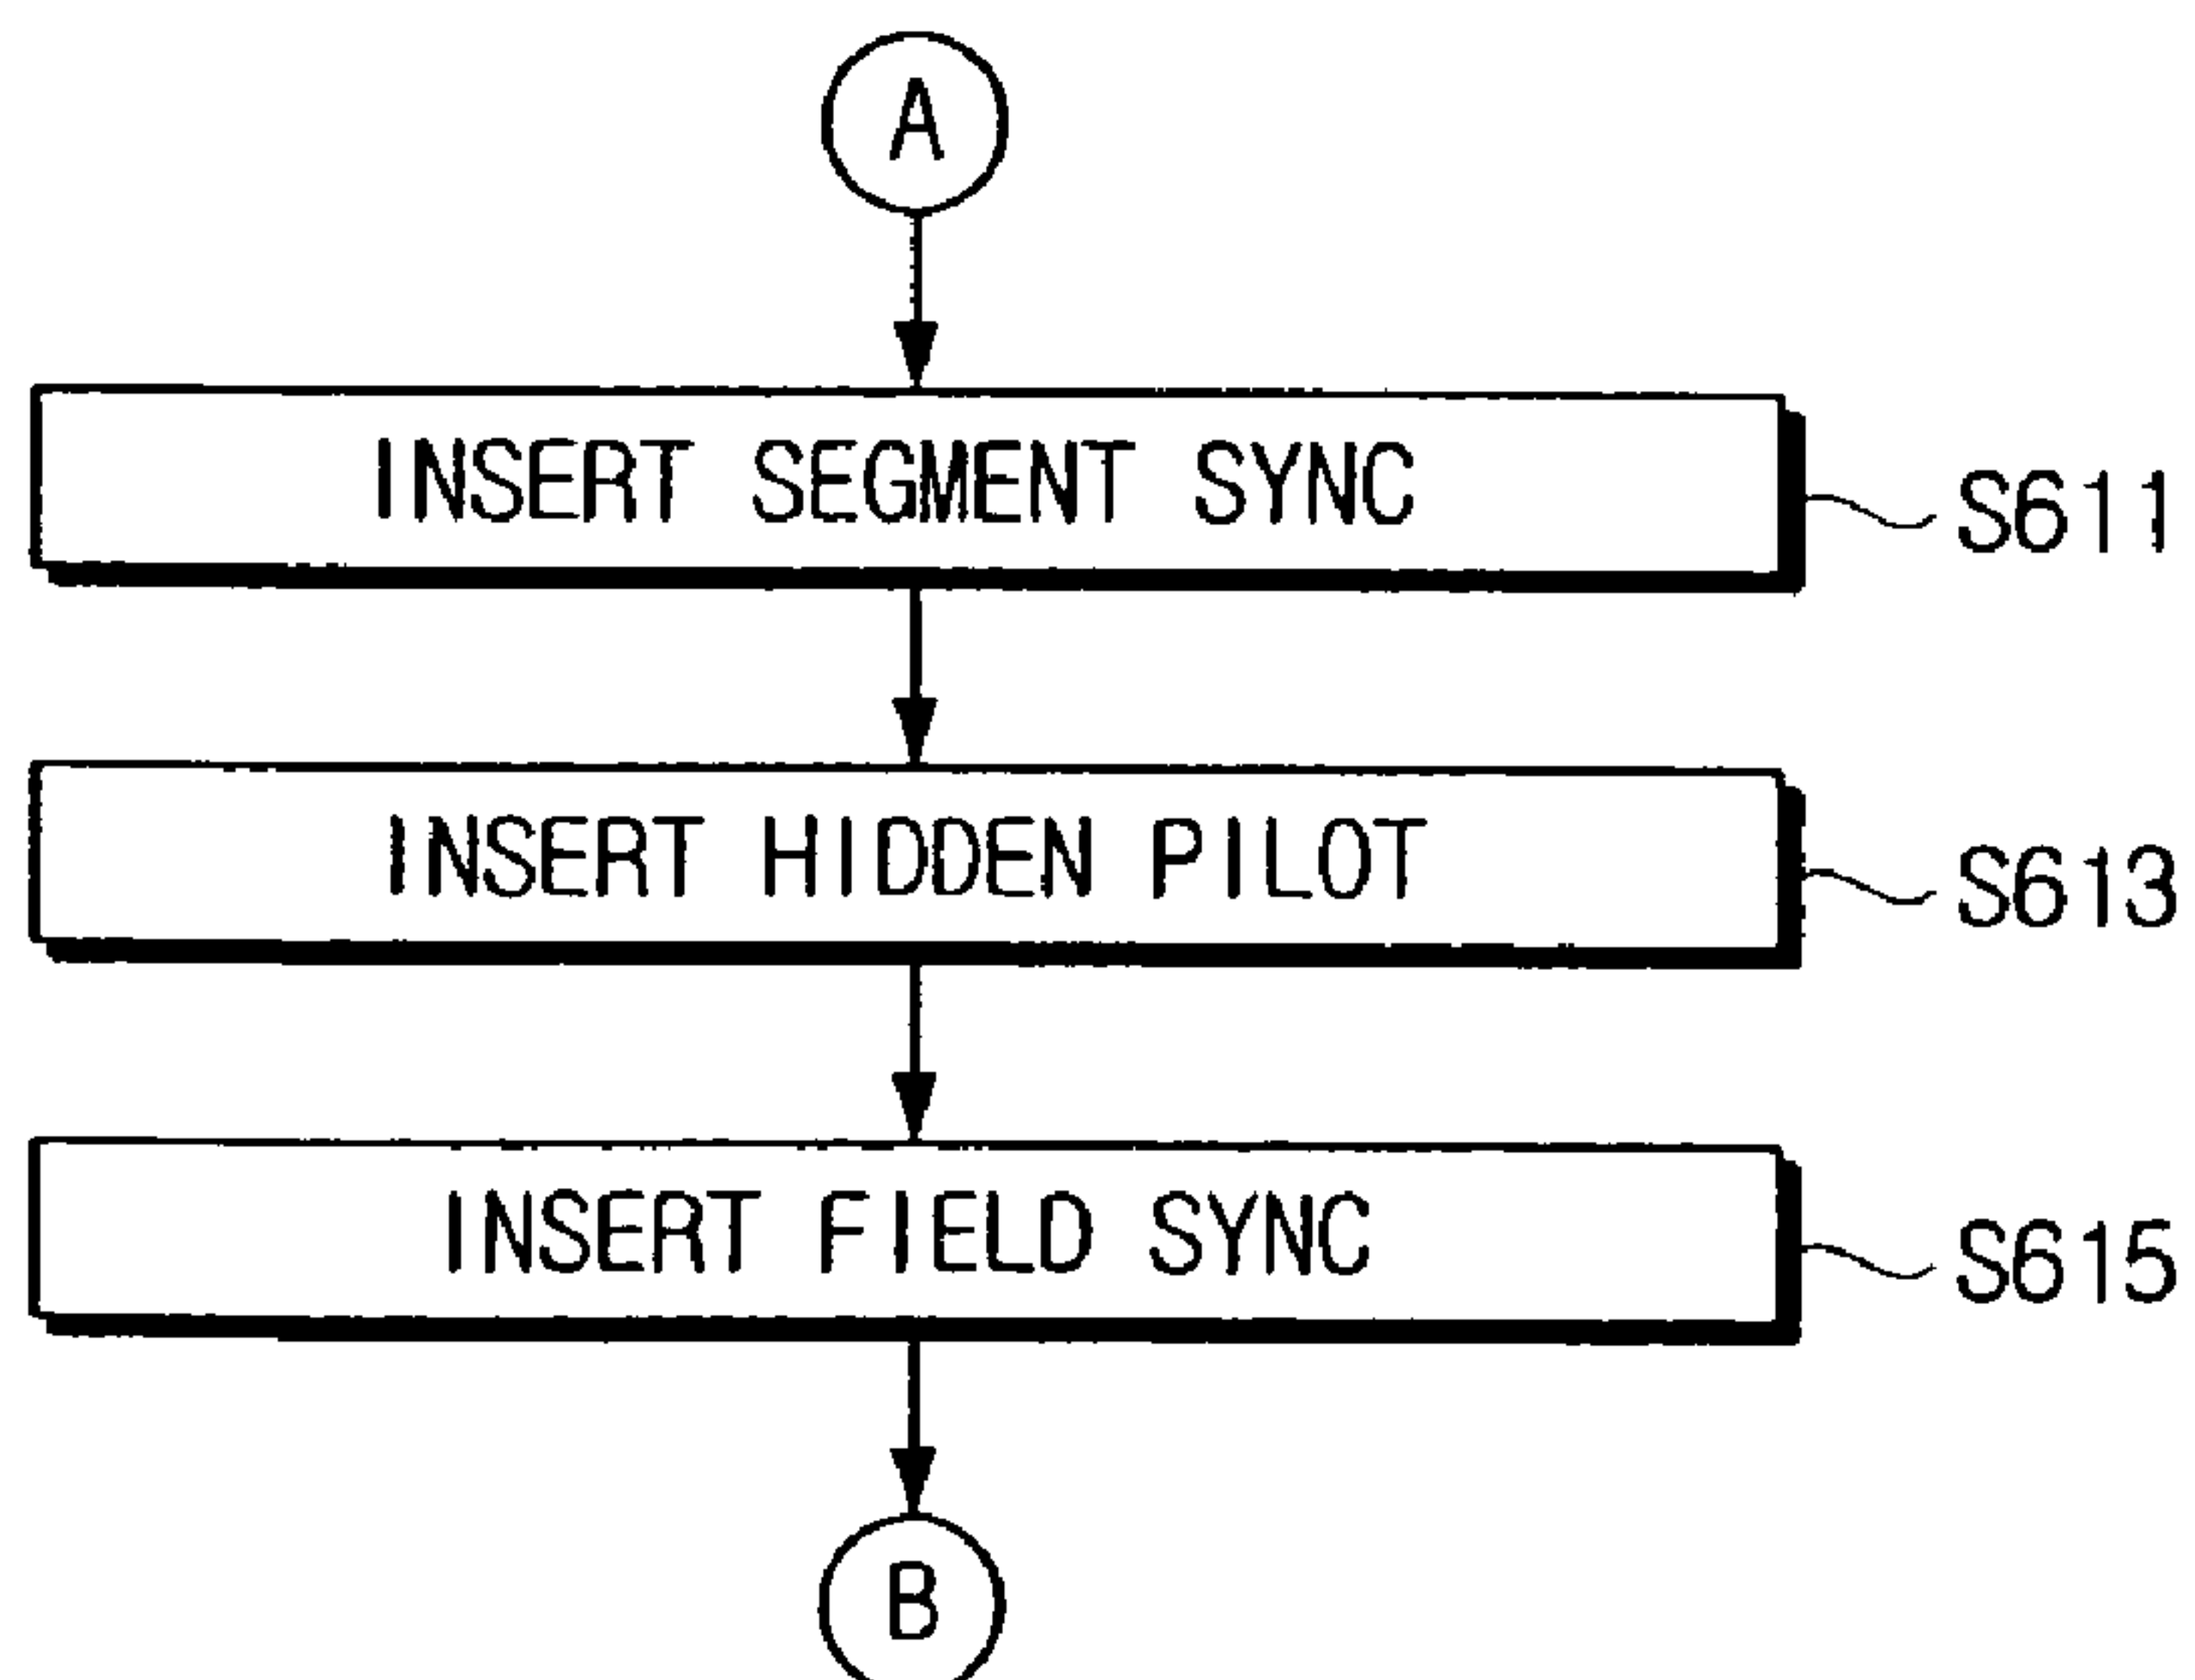 A
INSERT SEGMENT SYNC
S611
INSERT HIDDEN PILOT
S613
INSERT FIELD SYNC
S615
B